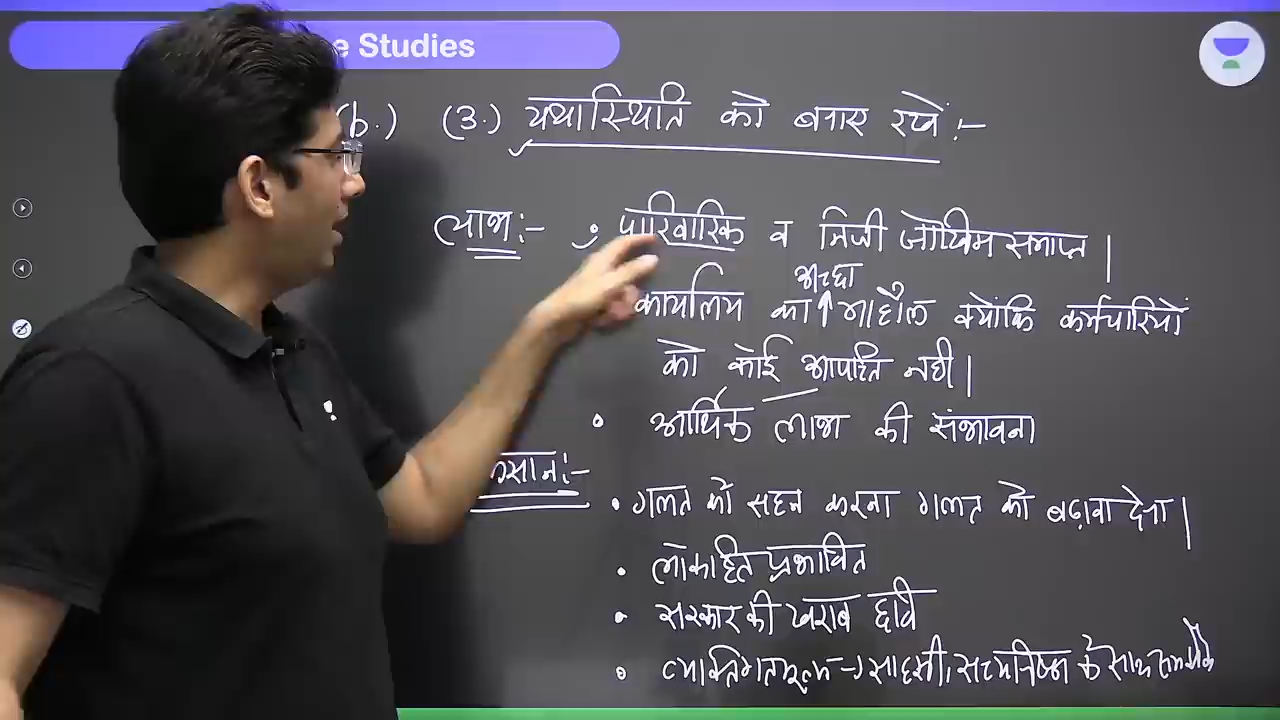 e Studies
b.) (3.) यथास्थिति को बनाए रखें :-
लाभ :- पारिवारिक व निजी जोखिम समाप्त |
अच्छा
कार्यालय का ↑ माहौल क्योंकि कर्मचारियों
को कोई आपत्ति नहीं |
• आर्थिक लाभ की संभावना
कसान :-
• गलत को सहन करना गलत को बढ़ावा देना |
• लोकहित प्रभावित
• सरकार की खराब छवि
• व्यक्तिगत मूल्य → साहसी, सत्यनिष्ठा के साथ